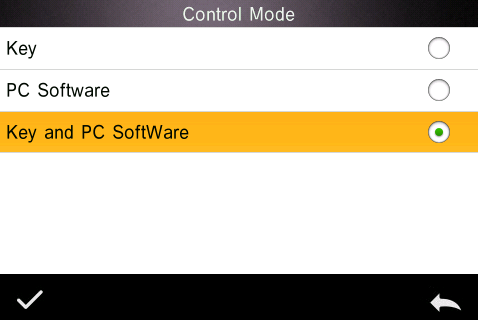 Control Mode
Key
PC Software
Key and PC SoftWare